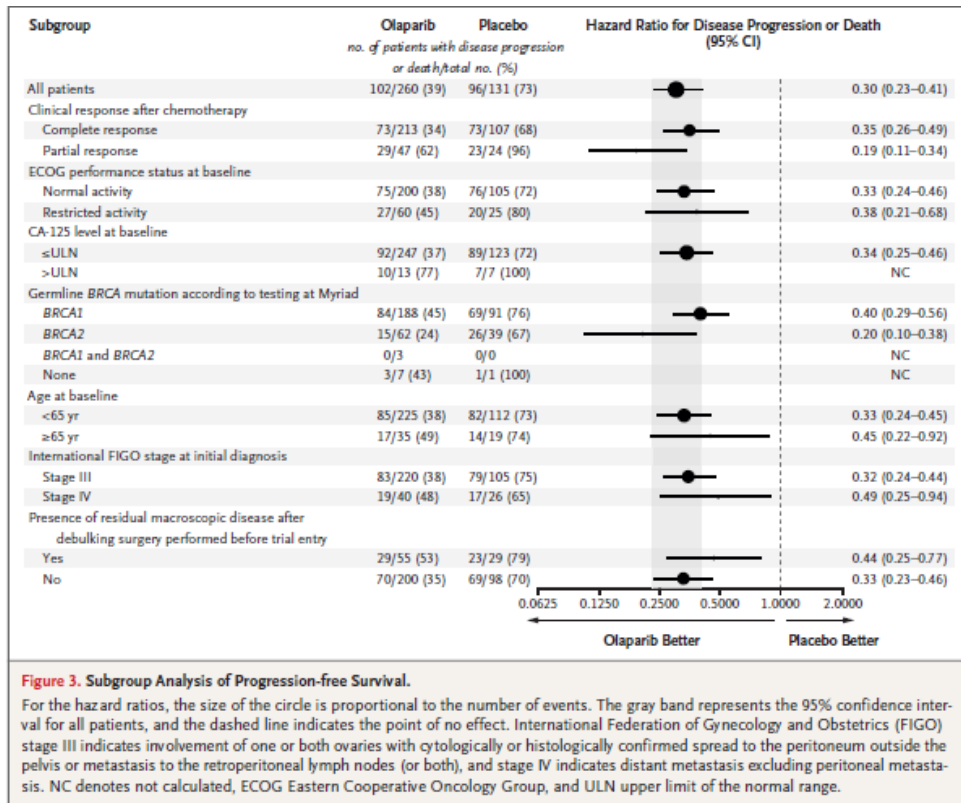 Subgroup Olaparib Placebo Hazard Ratio for Disease Progression or Death
(95% CI)
no. of patients with disease progression
or death/total no. (%)
All patients 102/260 (39) 96/131 (73) 0.30 (0.23–0.41)
Clinical response after chemotherapy
Complete response 73/213 (34) 73/107 (68) 0.35 (0.26–0.49)
Partial response 29/47 (62) 23/24 (96) 0.19 (0.11–0.34)
ECOG performance status at baseline
Normal activity 75/200 (38) 76/105 (72) 0.33 (0.24–0.46)
Restricted activity 27/60 (45) 20/25 (80) 0.38 (0.21–0.68)
CA-125 level at baseline
≤ULN 92/247 (37) 89/123 (72) 0.34 (0.25–0.46)
>ULN 10/13 (77) 7/7 (100) NC
Germline BRCA mutation according to testing at Myriad
BRCA1 84/188 (45) 69/91 (76) 0.40 (0.29–0.56)
BRCA2 15/62 (24) 26/39 (67) 0.20 (0.10–0.38)
BRCA1 and BRCA2 0/3 0/0 NC
None 3/7 (43) 1/1 (100) NC
Age at baseline
<65 yr 85/225 (38) 82/112 (73) 0.33 (0.24–0.45)
≥65 yr 17/35 (49) 14/19 (74) 0.45 (0.22–0.92)
International FIGO stage at initial diagnosis
Stage III 83/220 (38) 79/105 (75) 0.32 (0.24–0.44)
Stage IV 19/40 (48) 17/26 (65) 0.49 (0.25–0.94)
Presence of residual macroscopic disease after
debulking surgery performed before trial entry
Yes 29/55 (53) 23/29 (79) 0.44 (0.25–0.77)
No 70/200 (35) 69/98 (70) 0.33 (0.23–0.46)
0.0625 0.1250 0.2500 0.5000 1.0000 2.0000
Olaparib Better Placebo Better
Figure 3. Subgroup Analysis of Progression-free Survival.
For the hazard ratios, the size of the circle is proportional to the number of events. The gray band represents the 95% confidence inter-
val for all patients, and the dashed line indicates the point of no effect. International Federation of Gynecology and Obstetrics (FIGO)
stage III indicates involvement of one or both ovaries with cytologically or histologically confirmed spread to the peritoneum outside the
pelvis or metastasis to the retroperitoneal lymph nodes (or both), and stage IV indicates distant metastasis excluding peritoneal metasta-
sis. NC denotes not calculated, ECOG Eastern Cooperative Oncology Group, and ULN upper limit of the normal range.